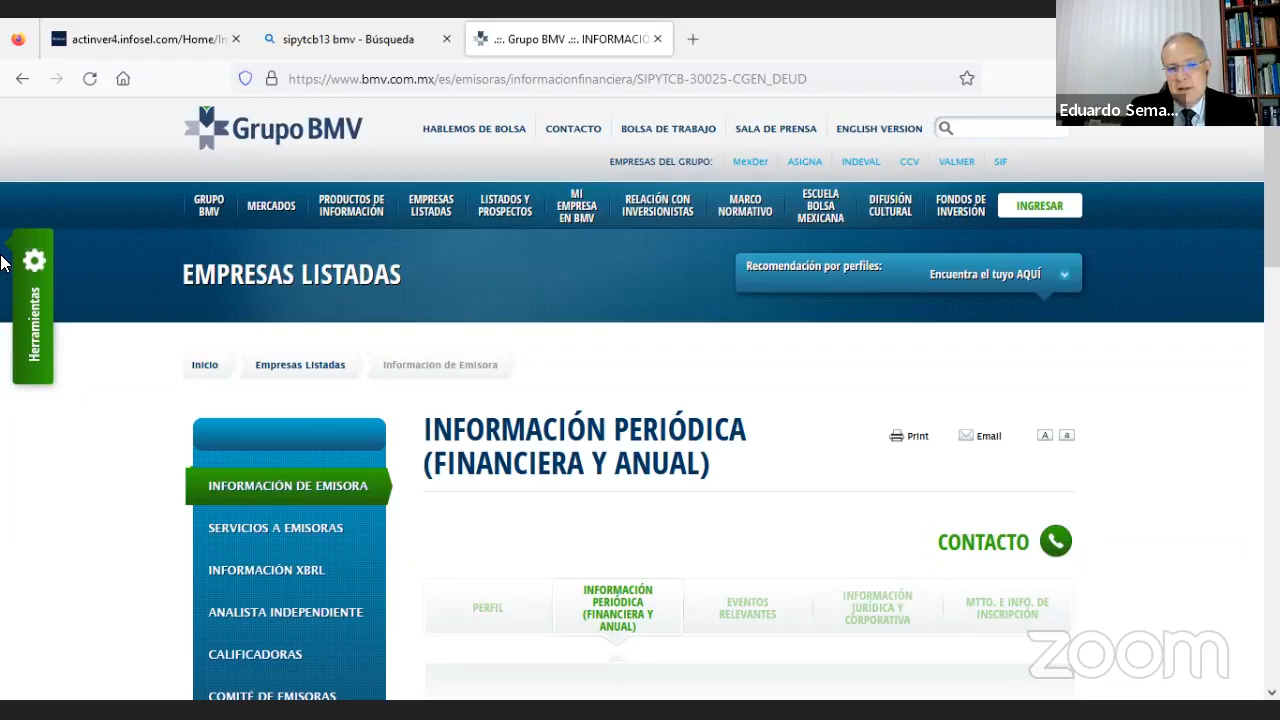 actinver4.infosel.com/Home/In
sipytcb13 bmv - Búsqueda
.::. Grupo BMV .::. INFORMACIÓ
https://www.bmv.com.mx/es/emisoras/informacionfinanciera/SIPYTCB-30025-CGEN_DEUD
Eduardo Sema...
Grupo BMV
HABLEMOS DE BOLSA
CONTACTO
BOLSA DE TRABAJO
SALA DE PRENSA
ENGLISH VERSION
EMPRESAS DEL GRUPO:
MexDer
ASIGNA
INDEVAL
CCV
VALMER
SIF
GRUPO
BMV
MERCADOS
PRODUCTOS DE
INFORMACIÓN
EMPRESAS
LISTADAS
LISTADOS Y
PROSPECTOS
MI
EMPRESA
EN BMV
RELACIÓN CON
INVERSIONISTAS
MARCO
NORMATIVO
ESCUELA
BOLSA
MEXICANA
DIFUSIÓN
CULTURAL
FONDOS DE
INVERSIÓN
INGRESAR
Herramientas
EMPRESAS LISTADAS
Recomendación por perfiles:
Encuentra el tuyo AQUÍ
Inicio
Empresas Listadas
Información de Emisora
INFORMACIÓN DE EMISORA
SERVICIOS A EMISORAS
INFORMACIÓN XBRL
ANALISTA INDEPENDIENTE
CALIFICADORAS
COMITÉ DE EMISORAS
INFORMACIÓN PERIÓDICA
(FINANCIERA Y ANUAL)
Print
Email
A
a
CONTACTO
PERFIL
INFORMACIÓN
PERIÓDICA
(FINANCIERA Y
ANUAL)
EVENTOS
RELEVANTES
INFORMACIÓN
JURÍDICA Y
CORPORATIVA
MTTO. E INFO. DE
INSCRIPCIÓN
zoom